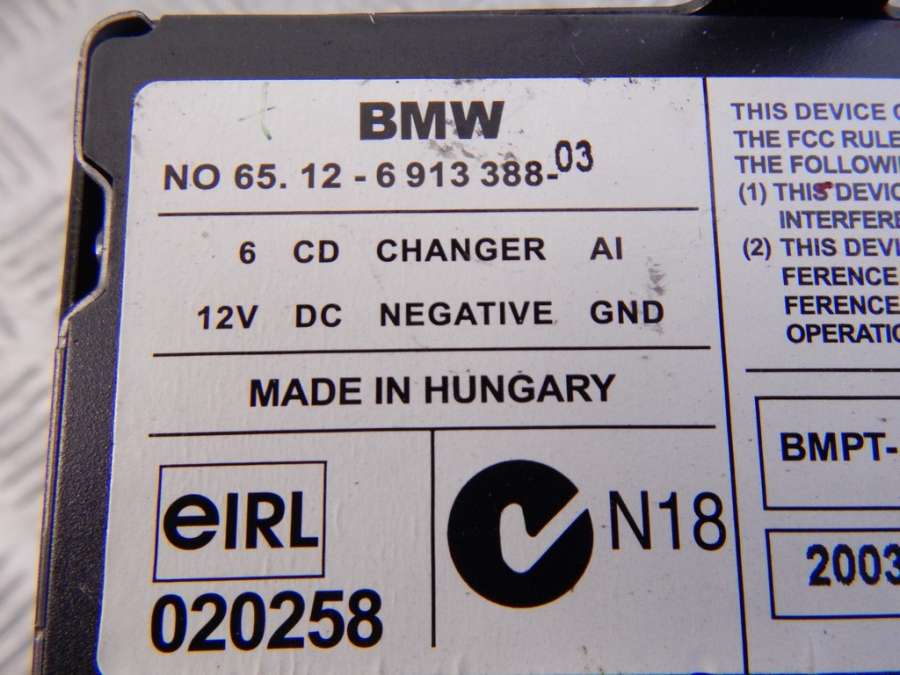 BMW
NO 65. 12 - 6 913 388-03
6 CD CHANGER AI
12V DC NEGATIVE GND
MADE IN HUNGARY
eIRL
020258
N18
THIS DEVICE
THE FCC RULE
THE FOLLOWI
(1) THIS DEVIC
INTERFERE
(2) THIS DEVI
FERENCE
FERENCE
OPERATIO
BMPT-
2003